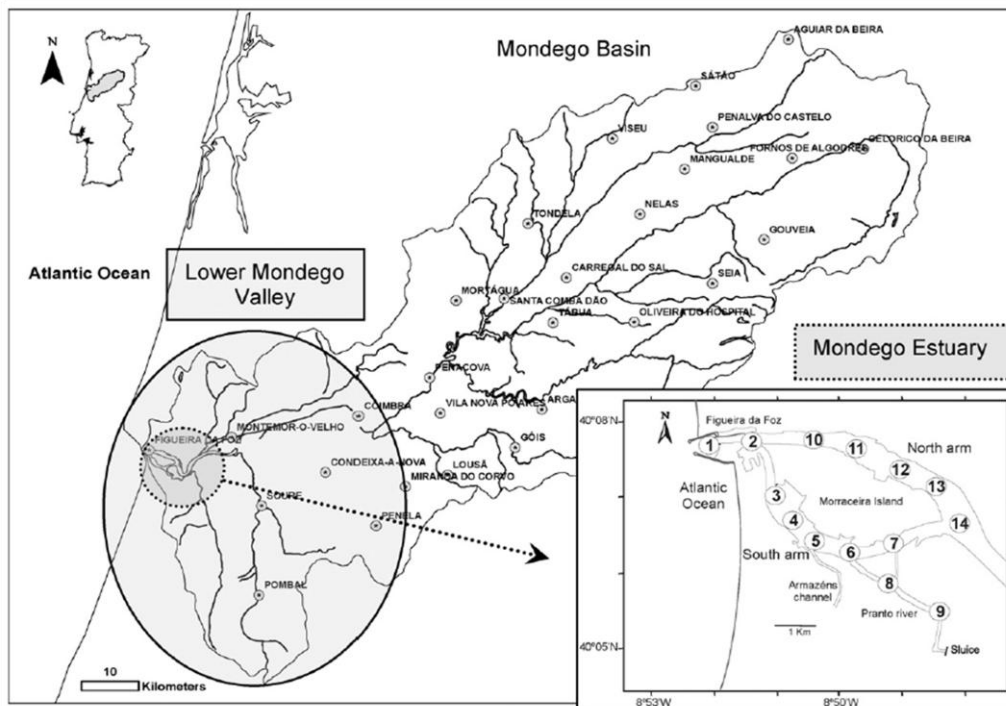 N
Mondego Basin
AGUIAR DA BEIRA
SÁTÃO
PENALVA DO CASTELO
VISEU
FORNOS DE ALGODRES
CELORICO DA BEIRA
MANGUALDE
NELAS
TONDELA
GOUVEIA
Atlantic Ocean
Lower Mondego
Valley
CARREGAL DO SAL
SEIA
MORTÁGUA
SANTA COMBA DÃO
TÁBUA
OLIVEIRA DO HOSPITAL
Mondego Estuary
PENACOVA
COIMBRA
VILA NOVA POIARES
ARGA
MONTEMOR-O-VELHO
FIGUEIRA DA FOZ
GÓIS
CONDEIXA-A-NOVA
LOUSÃ
MIRANDA DO CORVO
SOURE
PENELA
POMBAL
10
Kilometers
40°08'N
N
Figueira da Foz
1
2
10
11
North arm
12
13
Atlantic
Ocean
3
Morraceira Island
4
14
5
South arm
6
7
Armazéns
channel
8
Pranto river
9
1 Km
Sluice
40°05'N
8°53'W
8°50'W